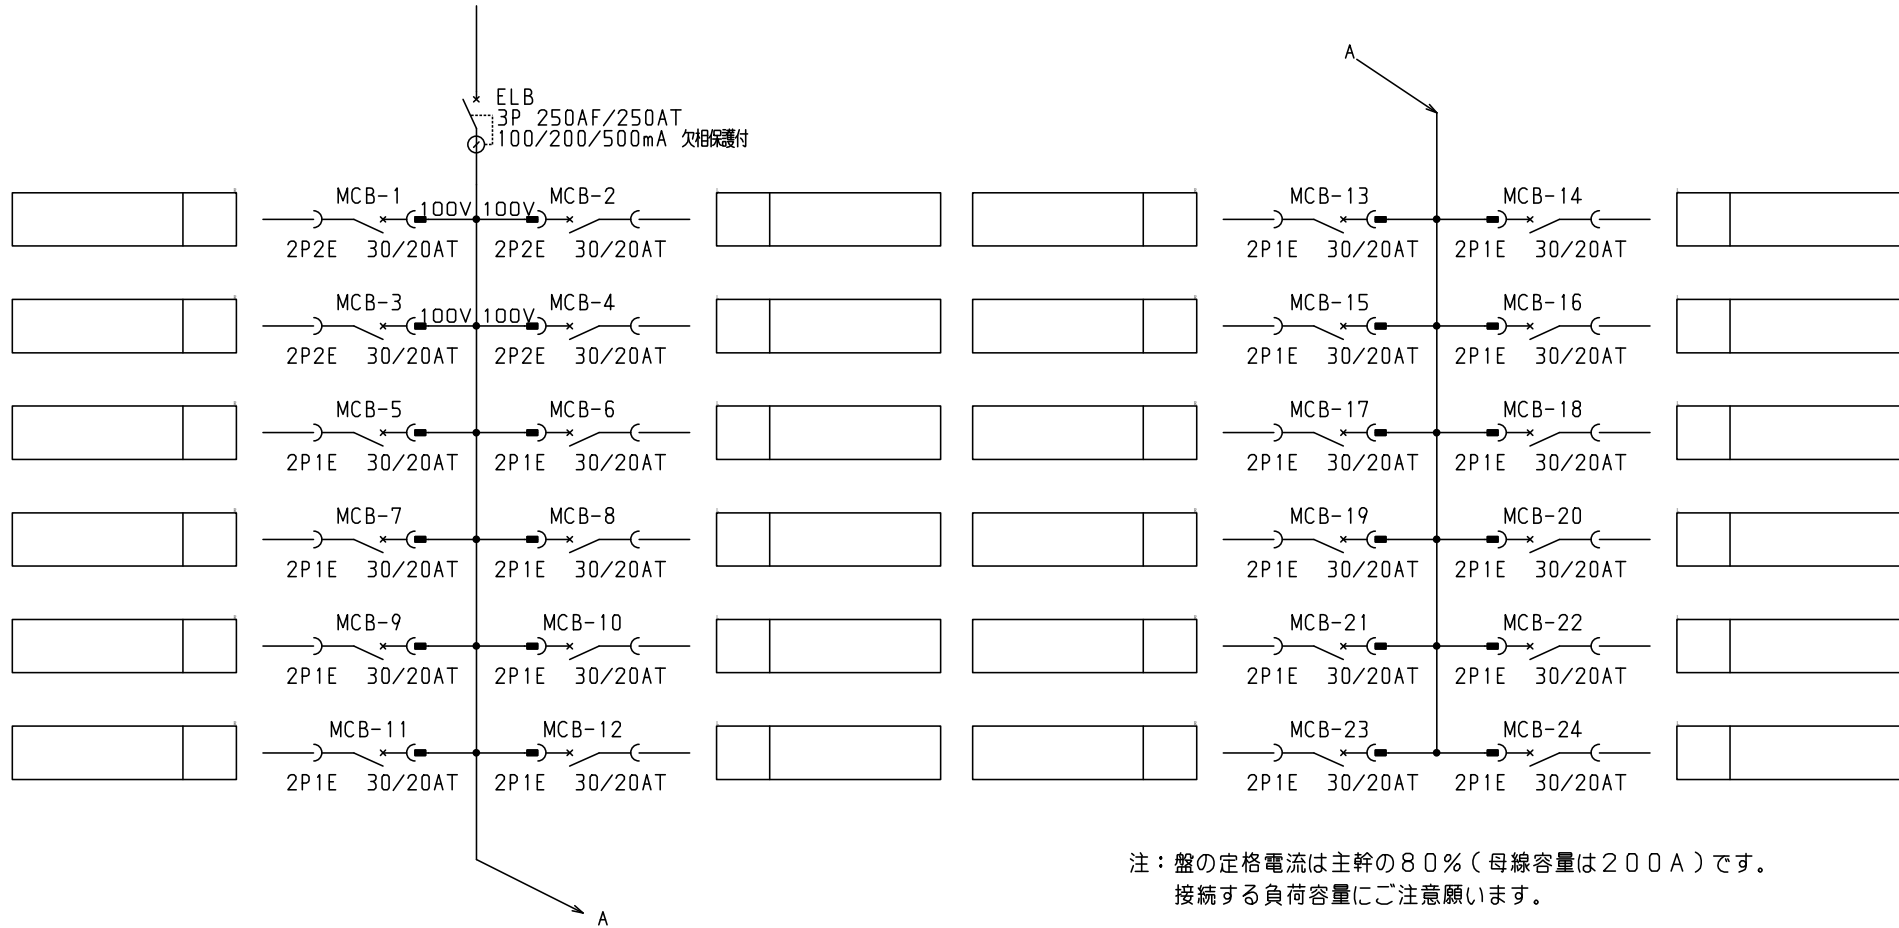 A
ELB
3P 250AF/250AT
100/200/500mA 欠相保護付
MCB-1 100V 100V MCB-2
2P2E 30/20AT 2P2E 30/20AT
MCB-3 100V 100V MCB-4
2P2E 30/20AT 2P2E 30/20AT
MCB-5 MCB-6
2P1E 30/20AT 2P1E 30/20AT
MCB-7 MCB-8
2P1E 30/20AT 2P1E 30/20AT
MCB-9 MCB-10
2P1E 30/20AT 2P1E 30/20AT
MCB-11 MCB-12
2P1E 30/20AT 2P1E 30/20AT
A
MCB-13 MCB-14
2P1E 30/20AT 2P1E 30/20AT
MCB-15 MCB-16
2P1E 30/20AT 2P1E 30/20AT
MCB-17 MCB-18
2P1E 30/20AT 2P1E 30/20AT
MCB-19 MCB-20
2P1E 30/20AT 2P1E 30/20AT
MCB-21 MCB-22
2P1E 30/20AT 2P1E 30/20AT
MCB-23 MCB-24
2P1E 30/20AT 2P1E 30/20AT
注：盤の定格電流は主幹の８０％（母線容量は２００Ａ）です。
接続する負荷容量にご注意願います。